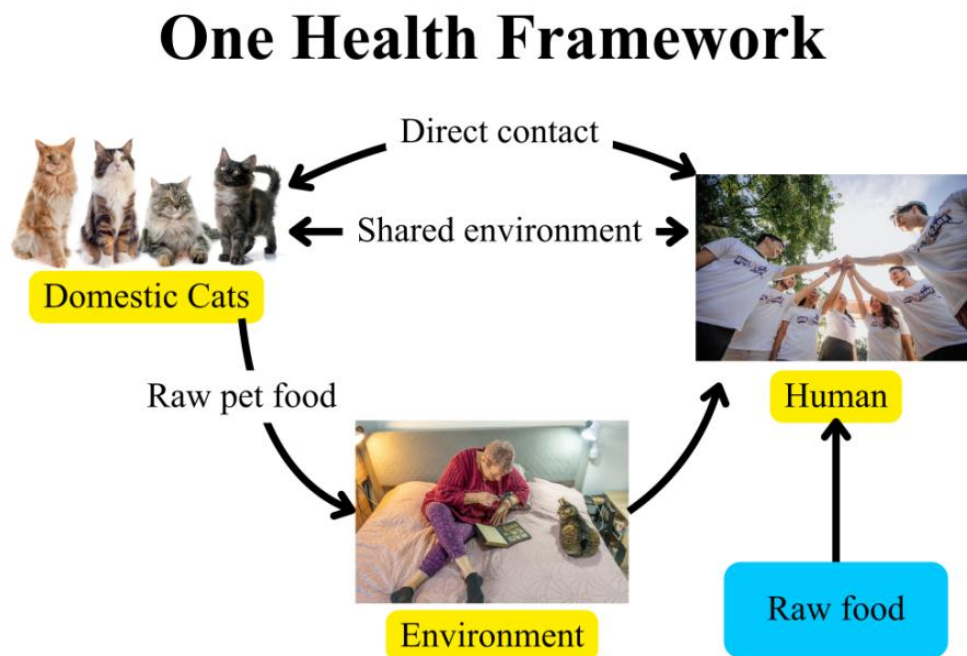 One Health Framework
Direct contact
Shared environment
Domestic Cats
Raw pet food
Human
Environment
Raw food